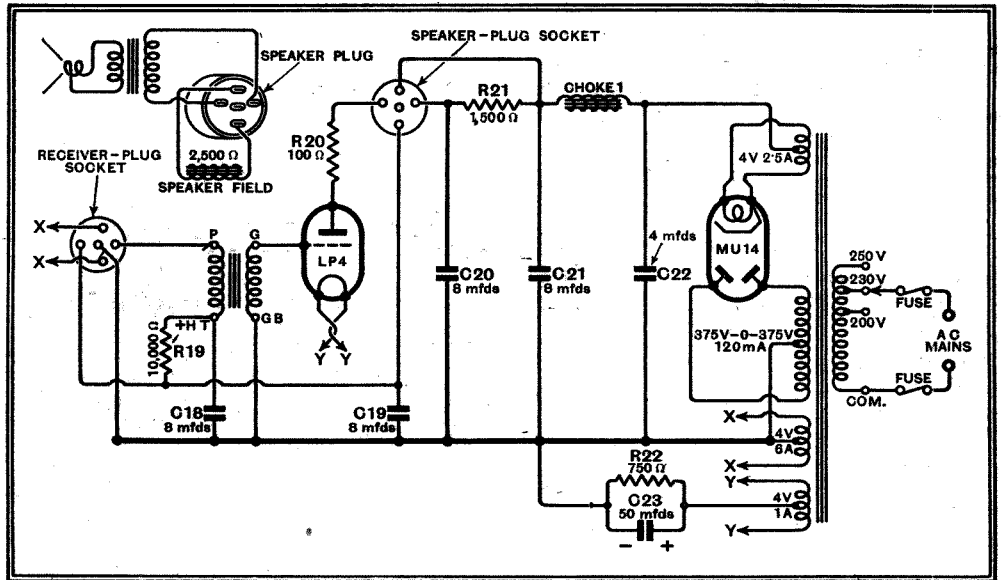 SPEAKER-PLUG SOCKET
SPEAKER PLUG
R21
1,500 Ω
CHOKE 1
R20
100 Ω
2,500 Ω
SPEAKER FIELD
RECEIVER-PLUG
SOCKET
X
X
P
G
LP4
4V 2·5A
MU14
4 mfds
C20
8 mfds
C21
8 mfds
C22
250 V
230V
200V
FUSE
A C
MAINS
FUSE
COM.
375V-0-375V
120mA
+HT
GB
10,000 Ω
R19
Y Y
C18
8 mfds
C19
8 mfds
X
4V
6A
X
R22
750 Ω
Y
C23
50 mfds
4V
1A
Y
- +